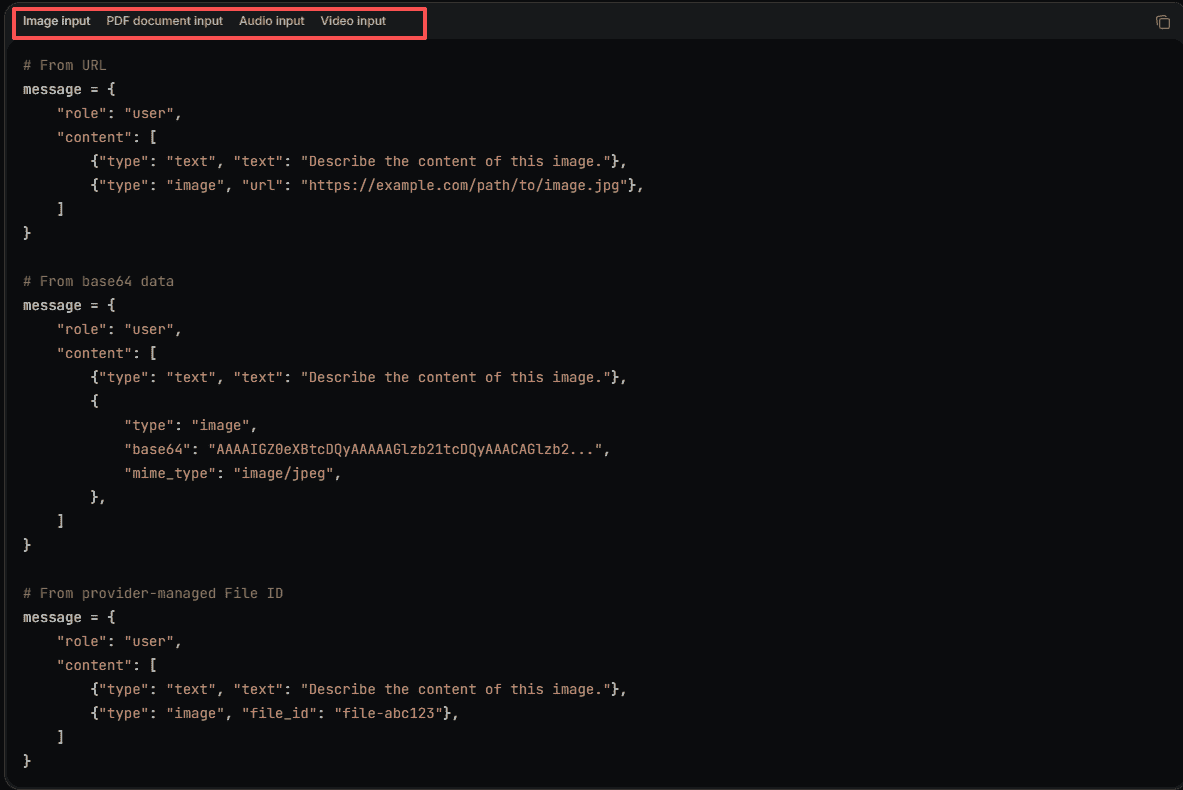 Image input PDF document input Audio input Video input
# From URL
message = {
    "role": "user",
    "content": [
        {"type": "text", "text": "Describe the content of this image."},
        {"type": "image", "url": "https://example.com/path/to/image.jpg"},
    ]
}
# From base64 data
message = {
    "role": "user",
    "content": [
        {"type": "text", "text": "Describe the content of this image."},
        {
            "type": "image",
            "base64": "AAAAIGZ0eXBtcDQyAAAAAGlzb21tcDQyAAACAGlzb2...",
            "mime_type": "image/jpeg",
        },
    ]
}
# From provider-managed File ID
message = {
    "role": "user",
    "content": [
        {"type": "text", "text": "Describe the content of this image."},
        {"type": "image", "file_id": "file-abc123"},
    ]
}